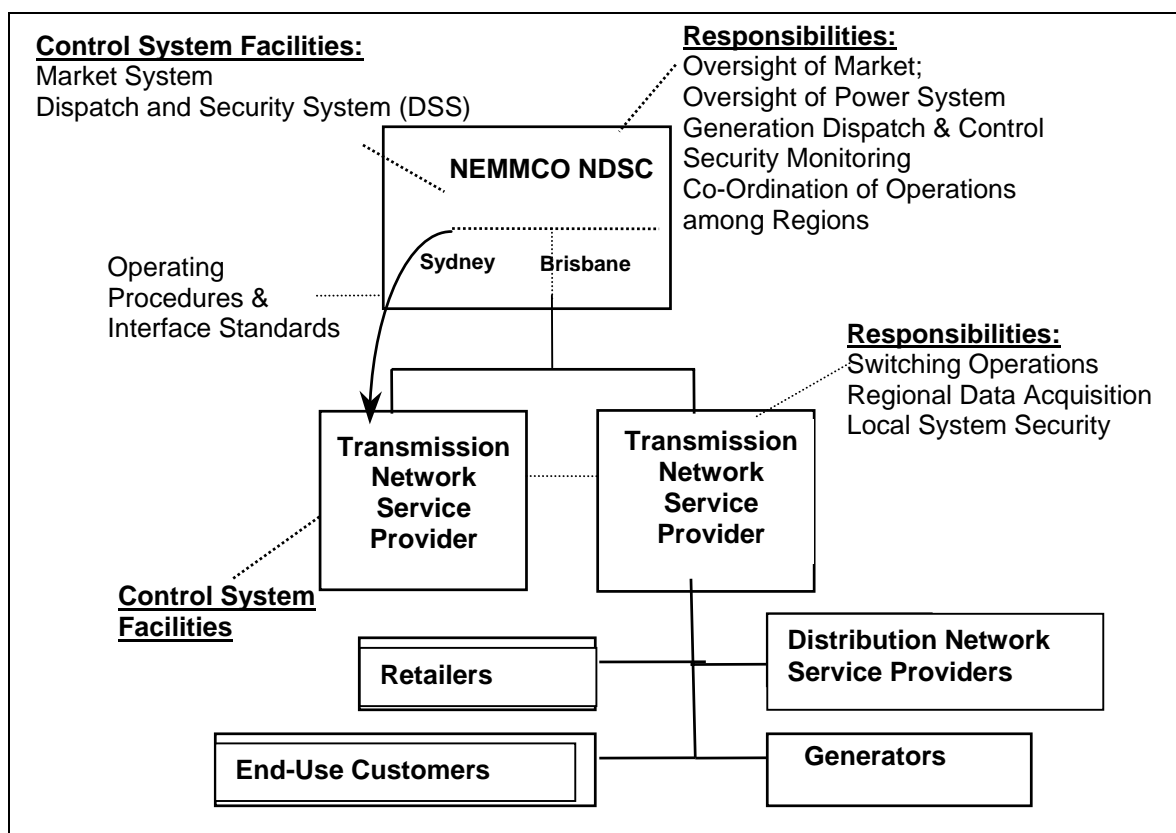 Control System Facilities:
Market System
Dispatch and Security System (DSS)
Responsibilities:
Oversight of Market;
Oversight of Power System
Generation Dispatch & Control
Security Monitoring
Co-Ordination of Operations
among Regions
NEMMCO NDSC
Sydney
Brisbane
Operating
Procedures &
Interface Standards
Responsibilities:
Switching Operations
Regional Data Acquisition
Local System Security
Transmission
Network
Service
Provider
Transmission
Network
Service
Provider
Control System
Facilities
Retailers
Distribution Network
Service Providers
End-Use Customers
Generators